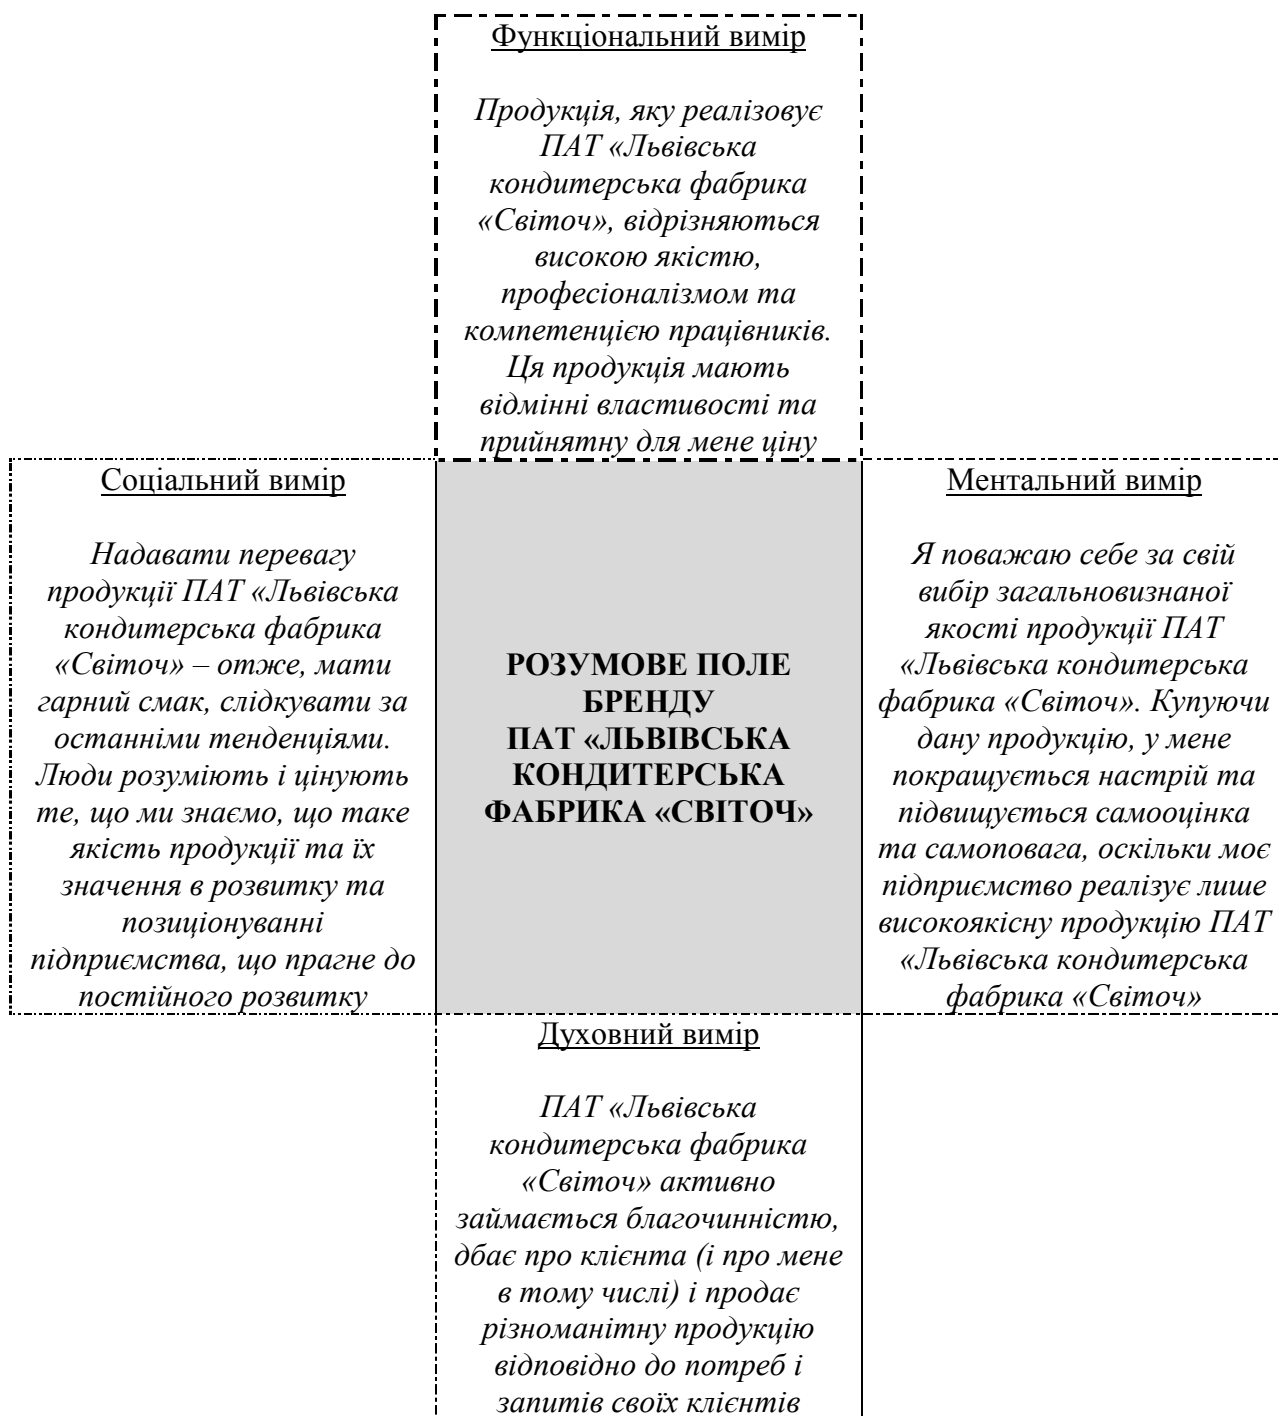 Функціональний вимір
Продукція, яку реалізовує
ПАТ «Львівська
кондитерська фабрика
«Світоч», відрізняються
високою якістю,
професіоналізмом та
компетенцією працівників.
Ця продукція мають
відмінні властивості та
прийнятну для мене ціну
Соціальний вимір
Надавати перевагу
продукції ПАТ «Львівська
кондитерська фабрика
«Світоч» – отже, мати
гарний смак, слідкувати за
останніми тенденціями.
Люди розуміють і цінують
те, що ми знаємо, що таке
якість продукції та їх
значення в розвитку та
позиціонуванні
підприємства, що прагне до
постійного розвитку
РОЗУМОВЕ ПОЛЕ
БРЕНДУ
ПАТ «ЛЬВІВСЬКА
КОНДИТЕРСЬКА
ФАБРИКА «СВІТОЧ»
Ментальний вимір
Я поважаю себе за свій
вибір загальновизнаної
якості продукції ПАТ
«Львівська кондитерська
фабрика «Світоч». Купуючи
дану продукцію, у мене
покращується настрій та
підвищується самооцінка
та самоповага, оскільки моє
підприємство реалізує лише
високоякісну продукцію ПАТ
«Львівська кондитерська
фабрика «Світоч»
Духовний вимір
ПАТ «Львівська
кондитерська фабрика
«Світоч» активно
займається благочинністю,
дбає про клієнта (і про мене
в тому числі) і продає
різноманітну продукцію
відповідно до потреб і
запитів своїх клієнтів